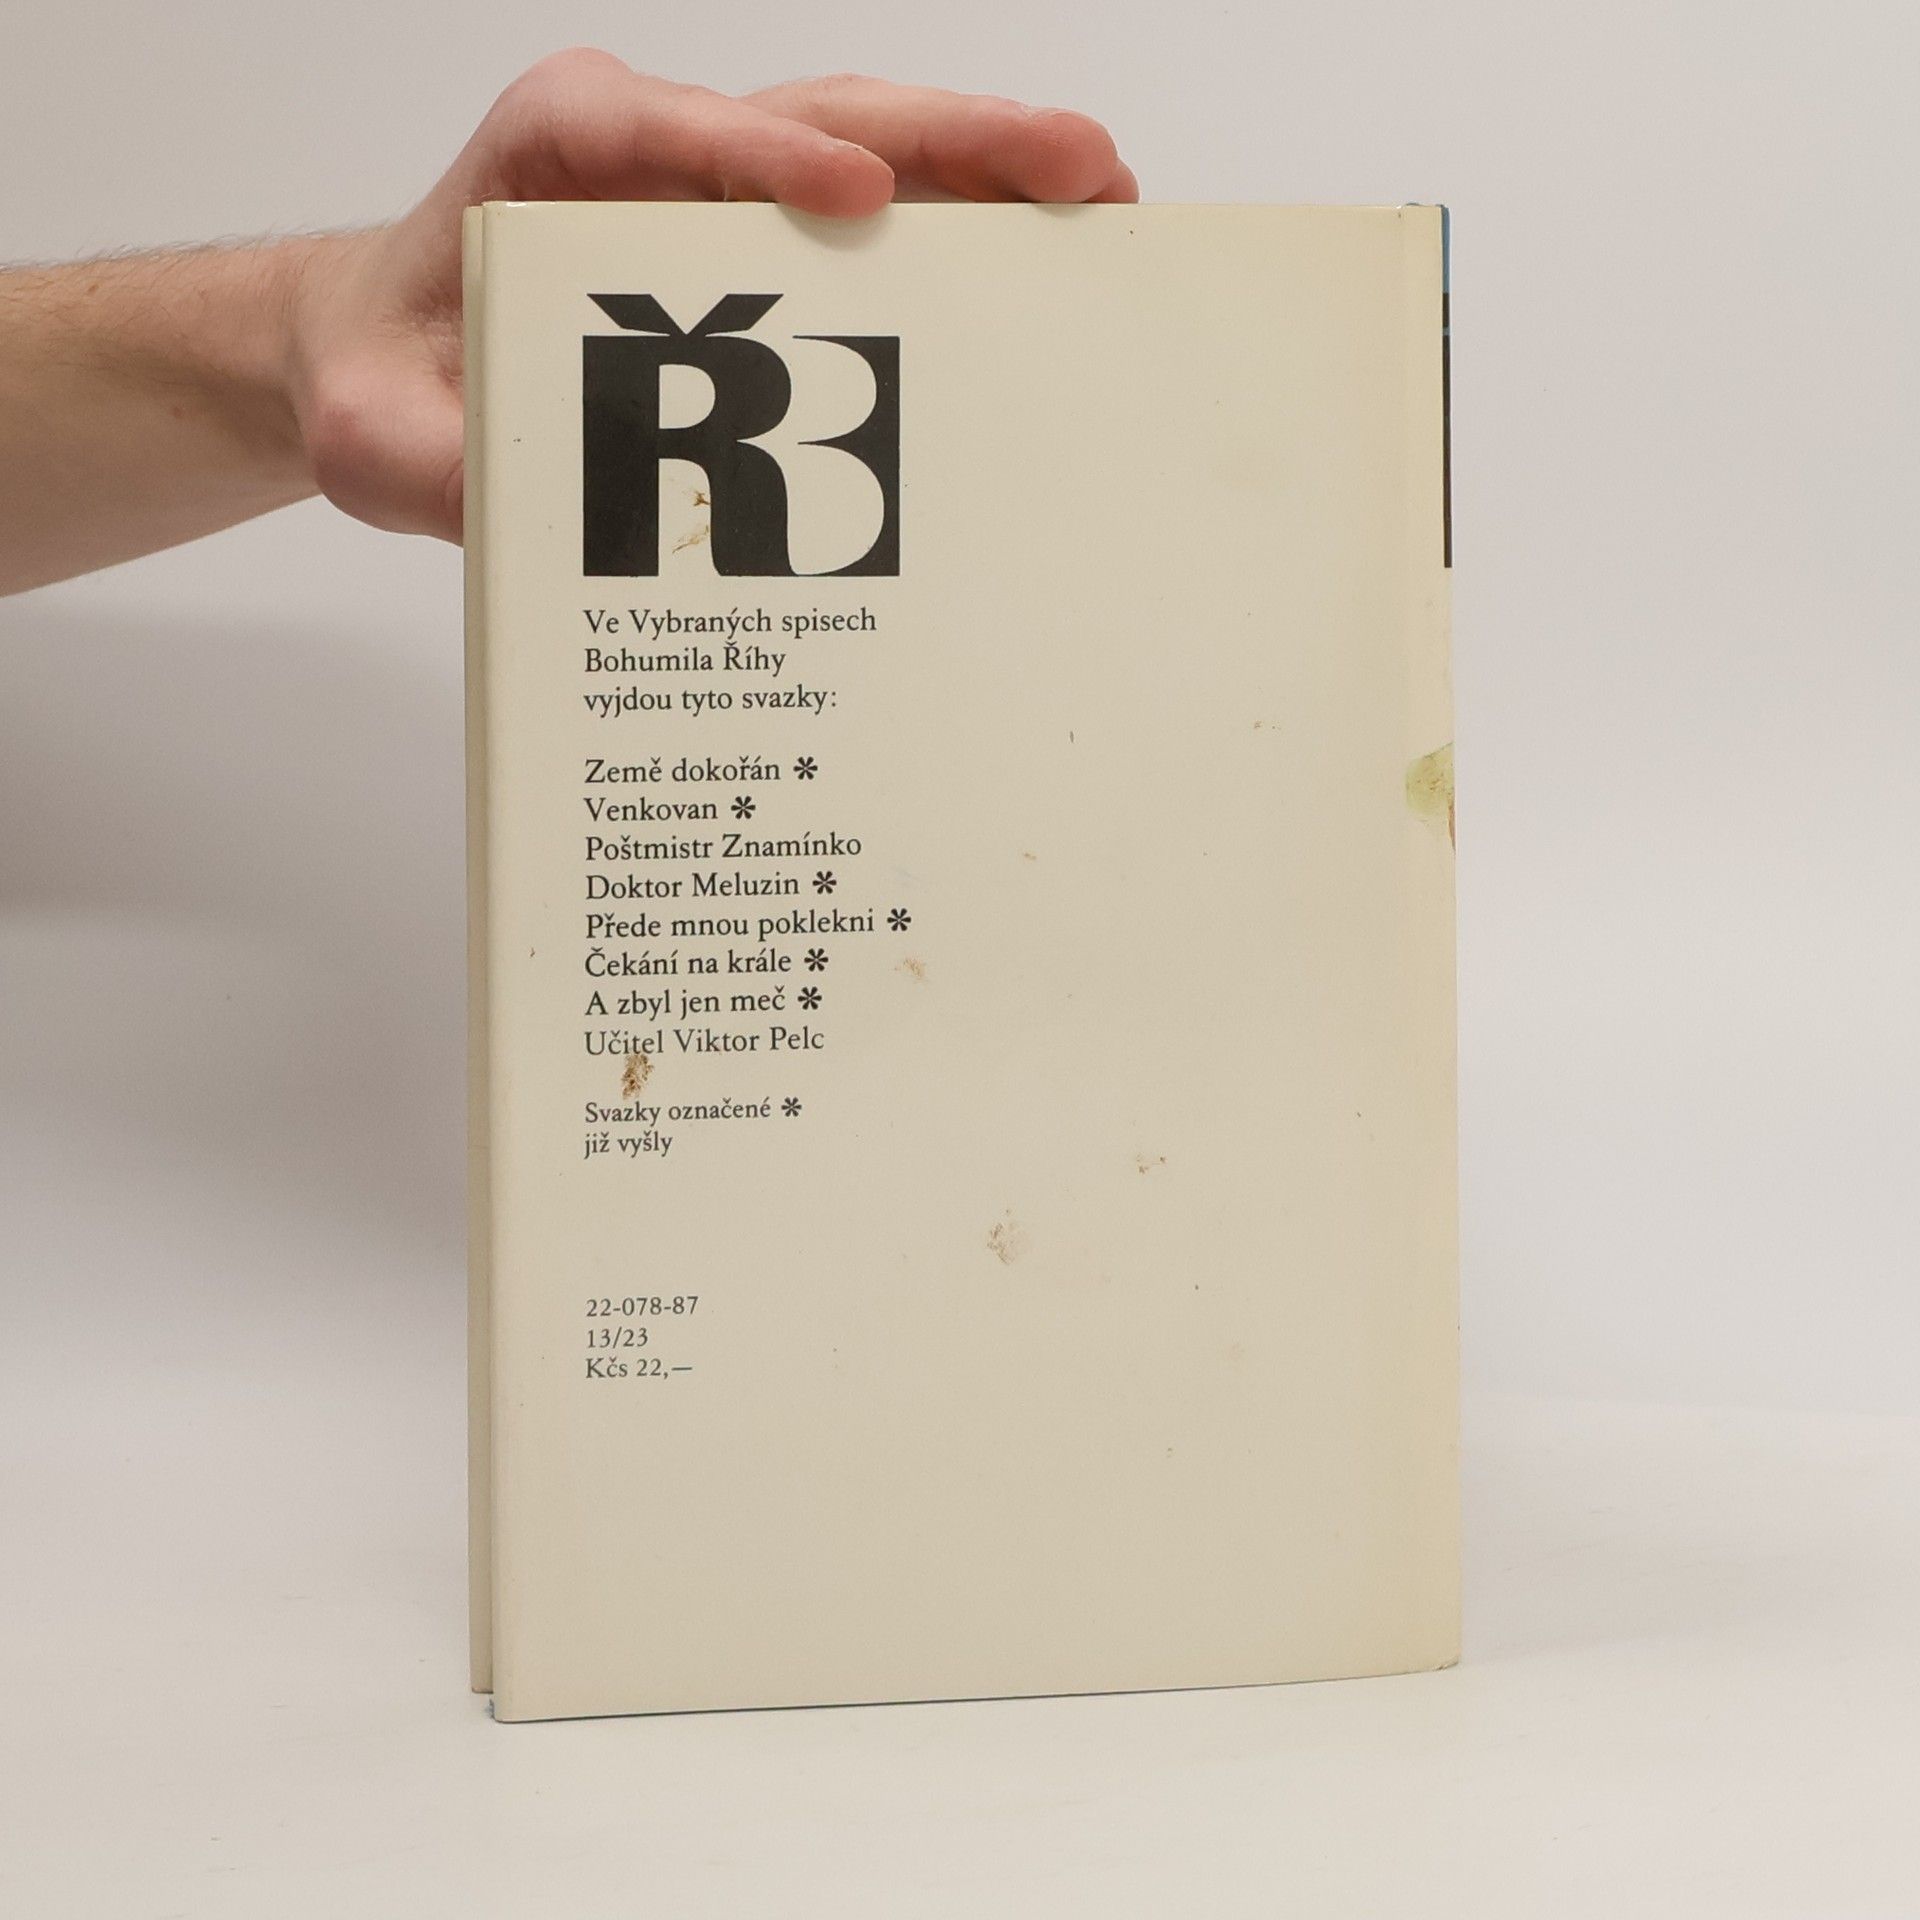 ŘB
Ve Vybraných spisech
Bohumila Říhy
vyjdou tyto svazky:
Země dokořán *
Venkovan *
Poštmistr Znamínko
Doktor Meluzin *
Přede mnou poklekni *
Čekání na krále *
A zbyl jen meč *
Učitel Viktor Pelc
Svazky označené *
již vyšly
22-078-87
13/23
Kčs 22,—